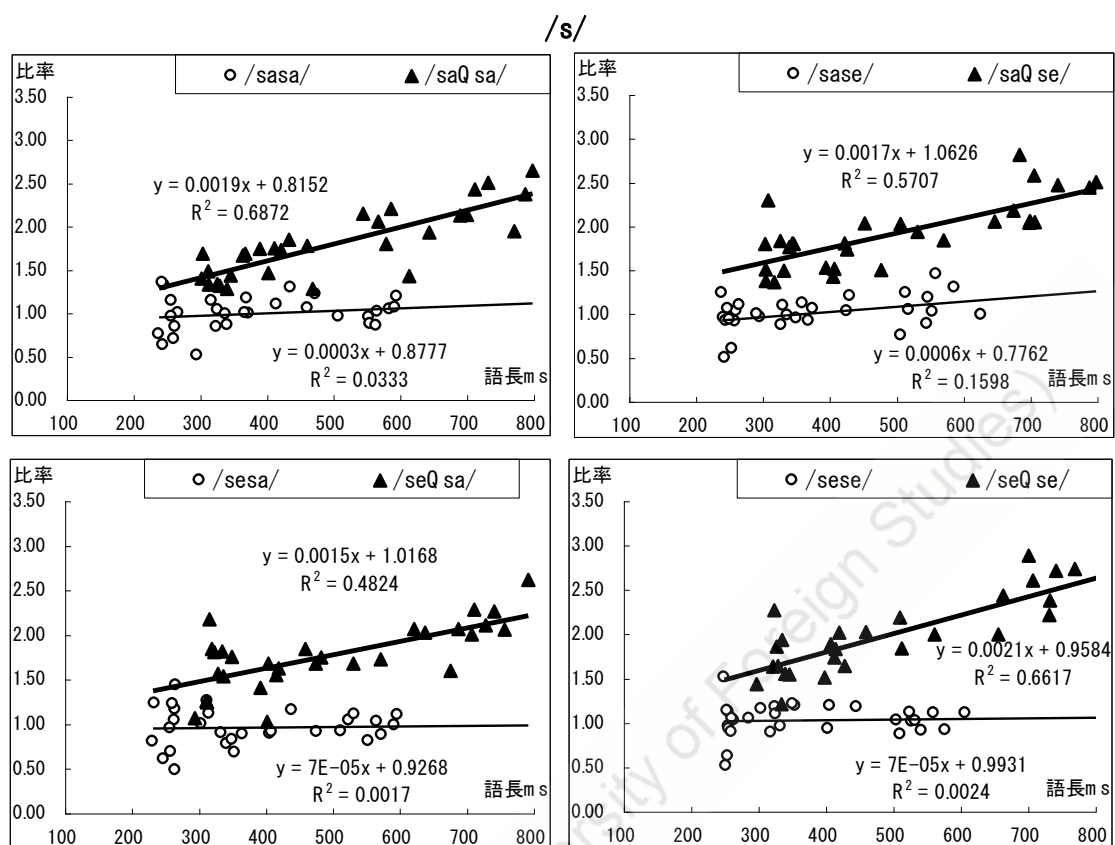 /s/
比率
○ /sasa/ ▲ /saQ sa/
3.50
3.00
2.50
2.00
1.50
1.00
0.50
0.00
y = 0.0019x + 0.8152
R² = 0.6872
y = 0.0003x + 0.8777
R² = 0.0333
語長ms
100 200 300 400 500 600 700 800
比率
○ /sase/ ▲ /saQ se/
3.50
3.00
2.50
2.00
1.50
1.00
0.50
0.00
y = 0.0017x + 1.0626
R² = 0.5707
y = 0.0006x + 0.7762
R² = 0.1598
語長ms
100 200 300 400 500 600 700 800
比率
○ /sesa/ ▲ /seQ sa/
3.50
3.00
2.50
2.00
1.50
1.00
0.50
0.00
y = 0.0015x + 1.0168
R² = 0.4824
y = 7E-05x + 0.9268
R² = 0.0017
語長ms
100 200 300 400 500 600 700 800
比率
○ /sese/ ▲ /seQ se/
3.50
3.00
2.50
2.00
1.50
1.00
0.50
0.00
y = 0.0021x + 0.9584
R² = 0.6617
y = 7E-05x + 0.9931
R² = 0.0024
語長ms
100 200 300 400 500 600 700 800
of Foreign Studies)